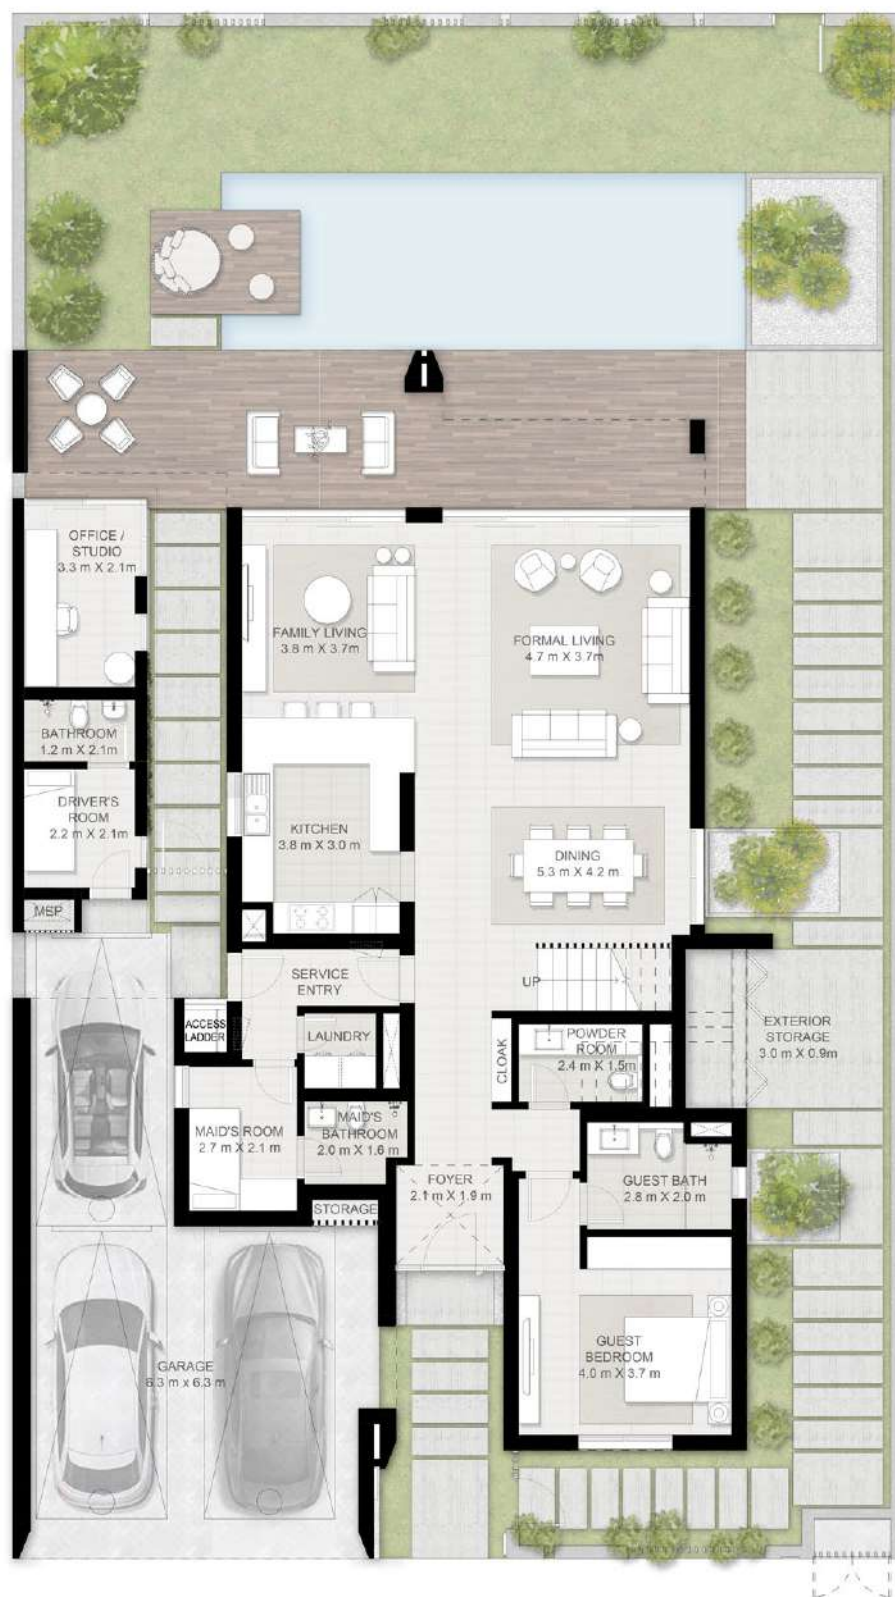 OFFICE /
STUDIO
3.3 m X 2.1m
FAMILY LIVING
3.8 m X 3.7m
FORMAL LIVING
4.7 m X 3.7m
BATHROOM
1.2 m X 2.1m
DRIVER'S
ROOM
2.2 m X 2.1m
KITCHEN
3.8 m X 3.0 m
DINING
5.3 m X 4.2 m
MEP
SERVICE
ENTRY
UP
ACCESS
LADDER
LAUNDRY
CLOAK
POWDER
ROOM
2.4 m X 1.5m
EXTERIOR
STORAGE
3.0 m X 0.9m
MAID'S ROOM
2.7 m X 2.1 m
MAID'S
BATHROOM
2.0 m X 1.6 m
FOYER
2.1 m X 1.9 m
GUEST BATH
2.8 m X 2.0 m
STORAGE
GARAGE
6.3 m x 6.3 m
GUEST
BEDROOM
4.0 m X 3.7 m